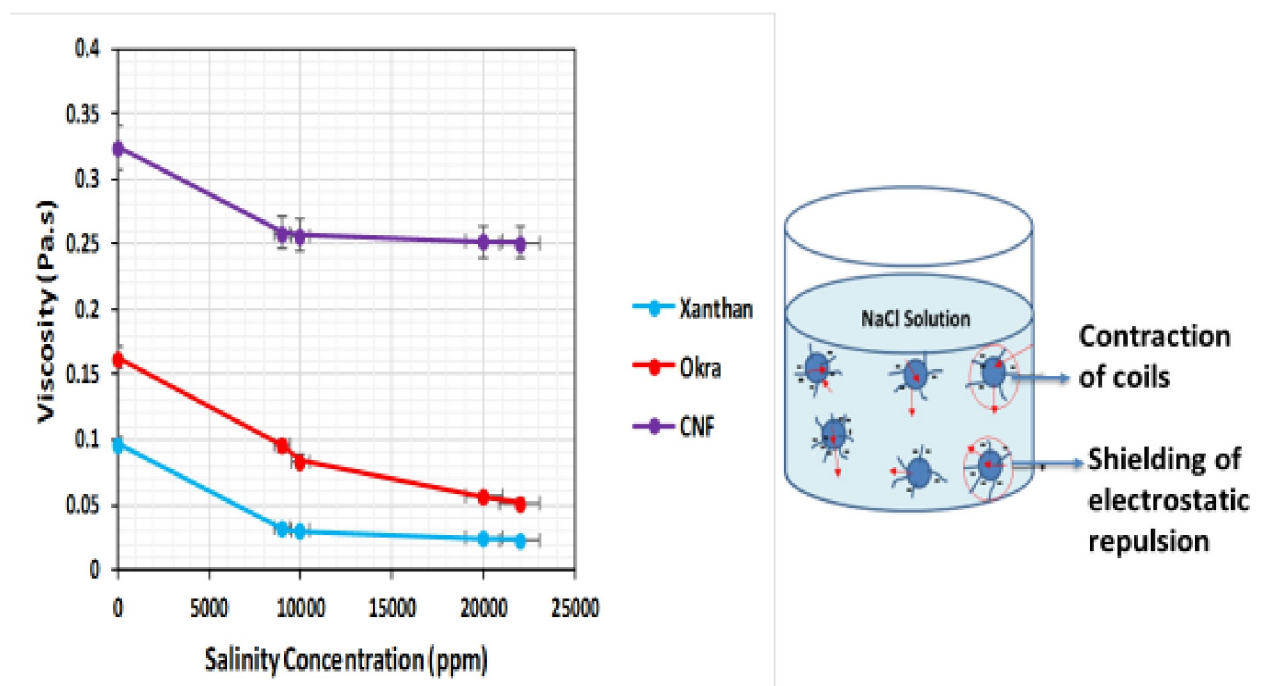 0.4
0.35
0.3
0.25
0.2
0.15
0.1
0.05
0
Viscosity (Pa.s)
0 5000 10000 15000 20000 25000
Salinity Concentration (ppm)
Xanthan
Okra
CNF
NaCl Solution
Contraction
of coils
Shielding of
electrostatic
repulsion